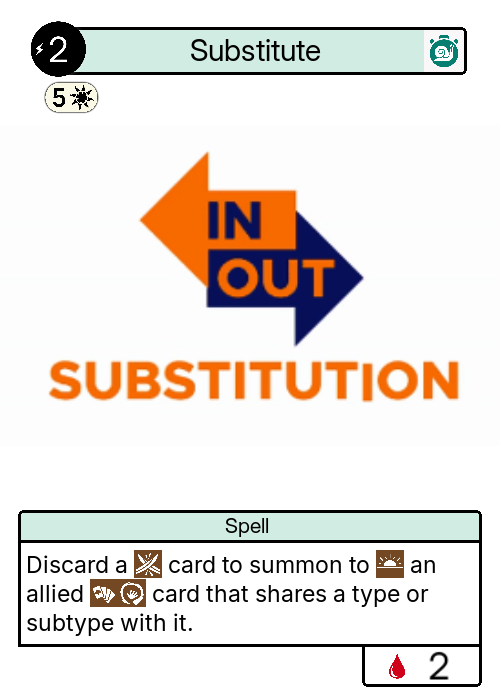 2
Substitute
5
IN
OUT
SUBSTITUTION
Spell
Discard a card to summon to an
allied card that shares a type or
subtype with it.
2